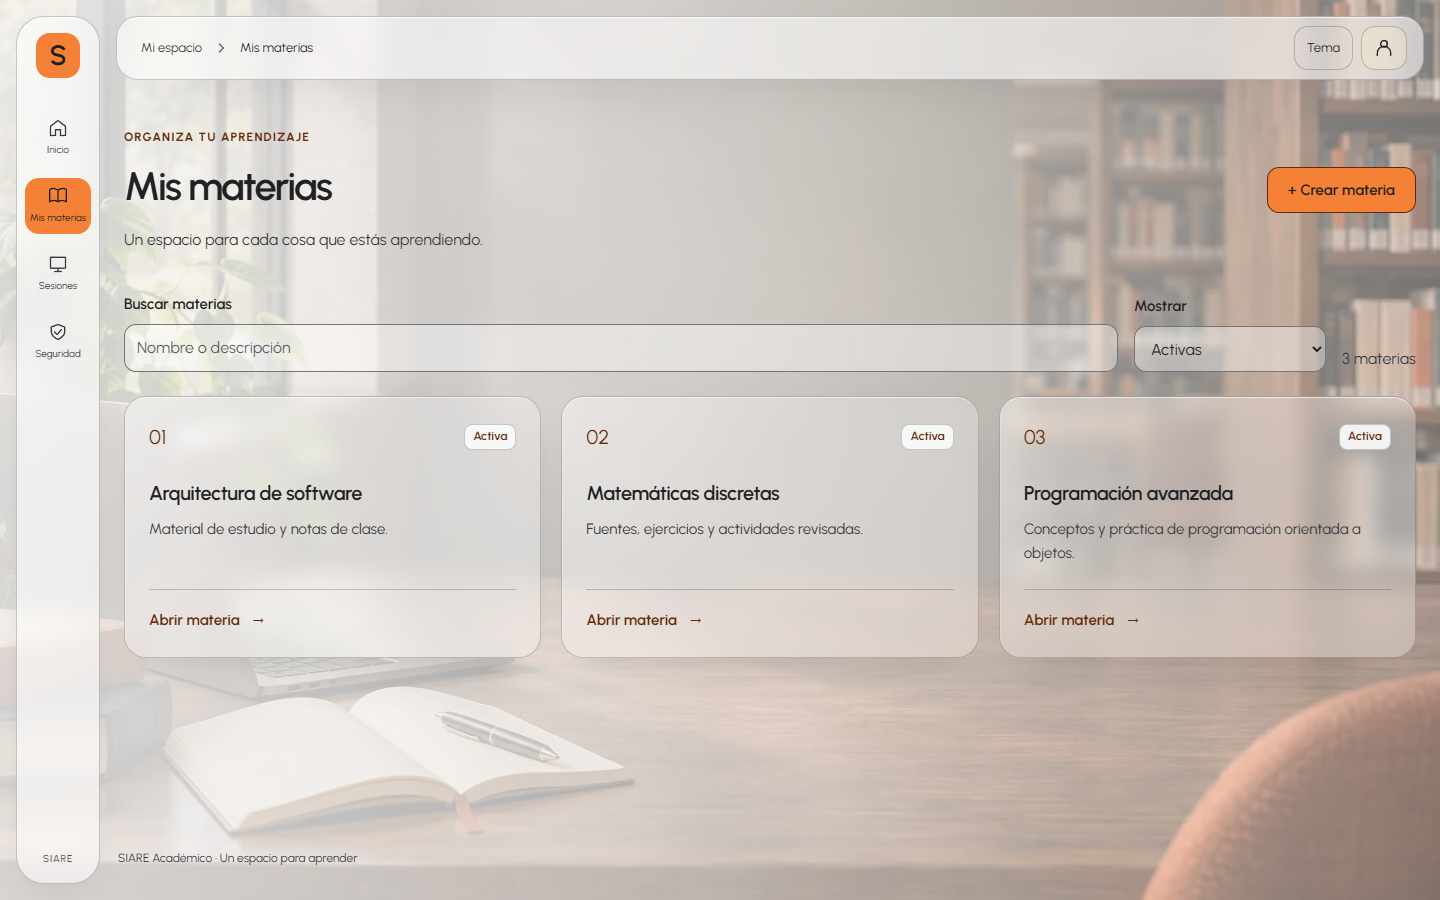 S
Mi espacio > Mis materias
Tema
Inicio
Mis materias
Sesiones
Seguridad
SIARE
ORGANIZA TU APRENDIZAJE
Mis materias
+ Crear materia
Un espacio para cada cosa que estás aprendiendo.
Buscar materias
Nombre o descripción
Mostrar
Activas
3 materias
01
Activa
Arquitectura de software
Material de estudio y notas de clase.
Abrir materia →
02
Activa
Matemáticas discretas
Fuentes, ejercicios y actividades revisadas.
Abrir materia →
03
Activa
Programación avanzada
Conceptos y práctica de programación orientada a
objetos.
Abrir materia →
SIARE Académico · Un espacio para aprender